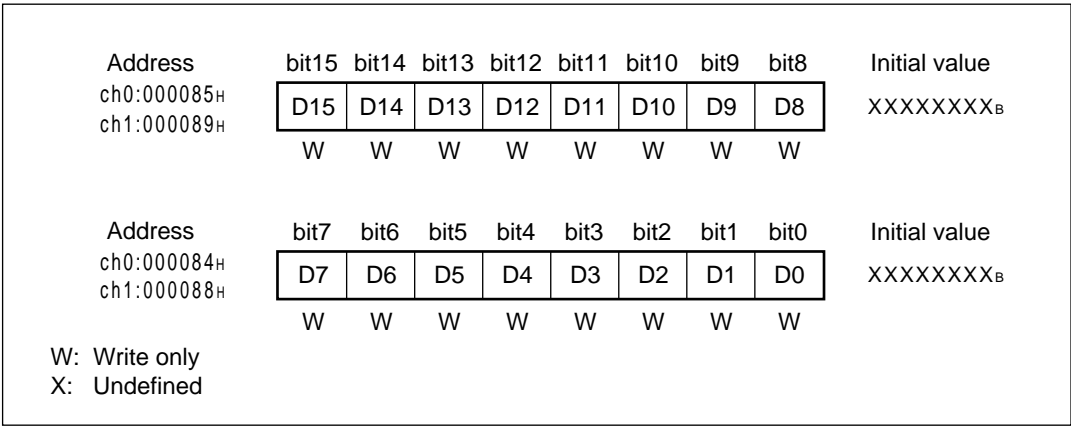 Address bit15 bit14 bit13 bit12 bit11 bit10 bit9 bit8 Initial value
ch0:000085H D15 D14 D13 D12 D11 D10 D9 D8 XXXXXXXXB
ch1:000089H
W W W W W W W W
Address bit7 bit6 bit5 bit4 bit3 bit2 bit1 bit0 Initial value
ch0:000084H D7 D6 D5 D4 D3 D2 D1 D0 XXXXXXXXB
ch1:000088H
W W W W W W W W
W: Write only
X: Undefined